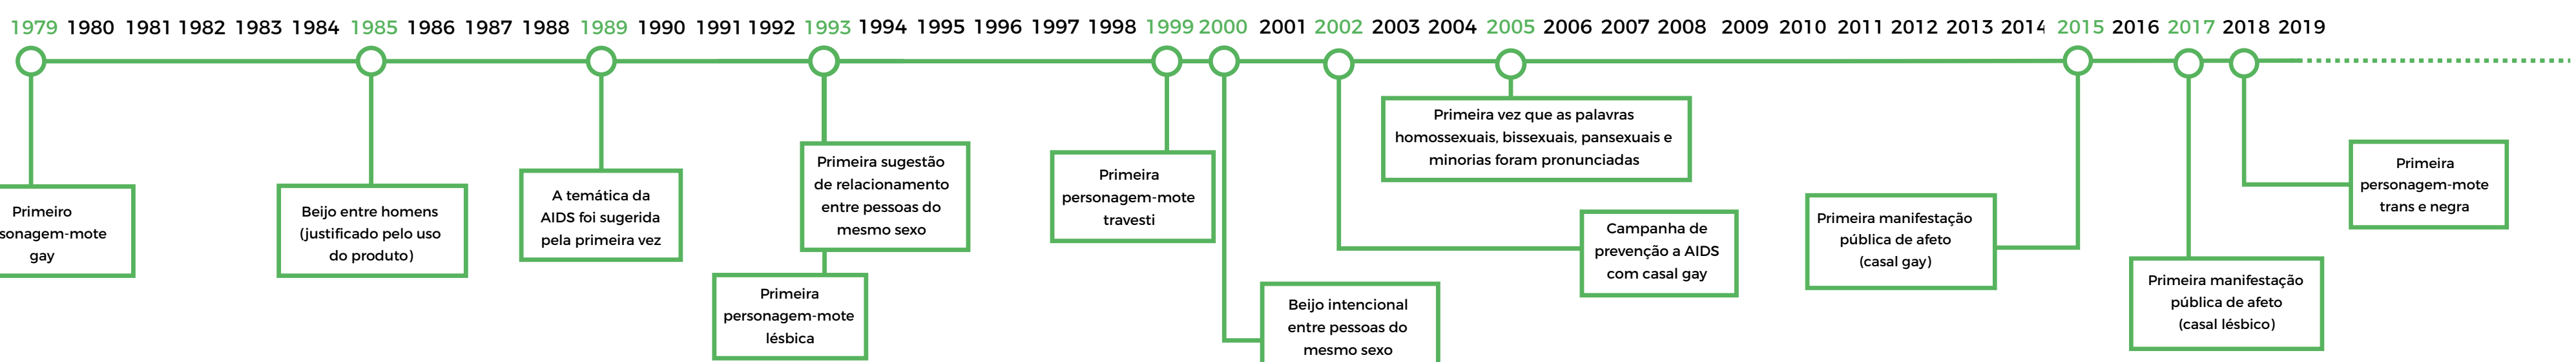 1979 1980 1981 1982 1983 1984 1985 1986 1987 1988 1989 1990 1991 1992 1993 1994 1995 1996 1997 1998 1999 2000 2001 2002 2003 2004 2005 2006 2007 2008 2009 2010 2011 2012 2013 2014 2015 2016 2017 2018 2019
Primeiro
sonagem-mote
gay
Beijo entre homens
(justificado pelo uso
do produto)
A temática da
AIDS foi sugerida
pela primeira vez
Primeira sugestão
de relacionamento
entre pessoas do
mesmo sexo
Primeira
personagem-mote
lésbica
Primeira
personagem-mote
travesti
Beijo intencional
entre pessoas do
mesmo sexo
Campanha de
prevenção a AIDS
com casal gay
Primeira vez que as palavras
homossexuais, bissexuais, pansexuais e
minorias foram pronunciadas
Primeira manifestação
pública de afeto
(casal gay)
Primeira manifestação
pública de afeto
(casal lésbico)
Primeira
personagem-mote
trans e negra